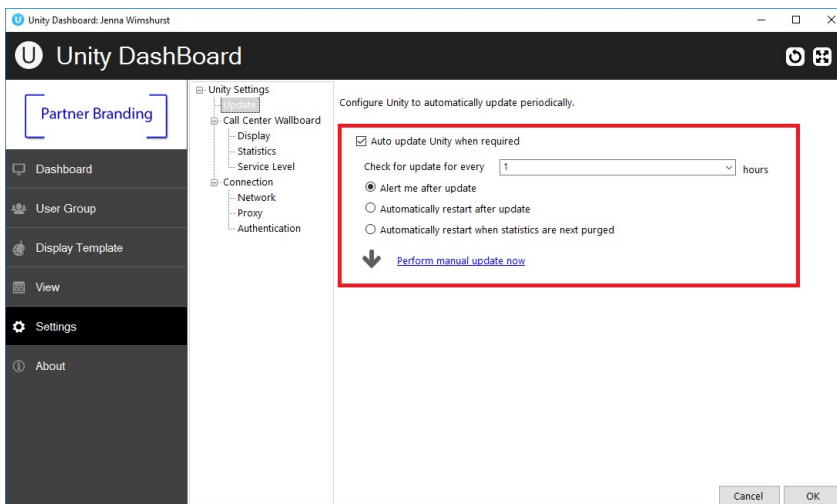 Unity Dashboard: Jenna Wimshurst
U Unity DashBoard
Partner Branding
Dashboard
User Group
Display Template
View
Settings
About
Unity Settings
Update
Call Center Wallboard
Display
Statistics
Service Level
Connection
Network
Proxy
Authentication
Configure Unity to automatically update periodically.
Auto update Unity when required
Check for update for every 1 hours
Alert me after update
Automatically restart after update
Automatically restart when statistics are next purged
Perform manual update now
Cancel OK